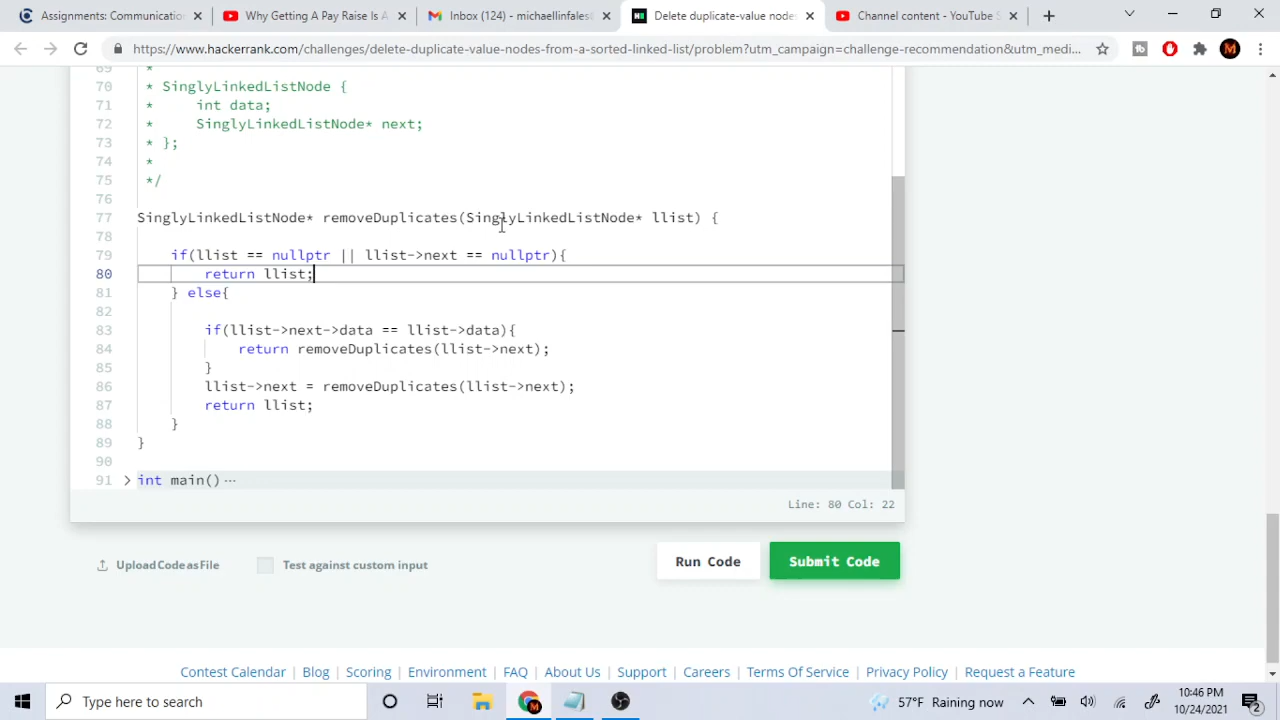 Assignments: Communication
Why Getting A Pay Raise is A
Inbox (124) - michaellinfales
Delete duplicate-value nodes
Channel content - YouTube S
https://www.hackerrank.com/challenges/delete-duplicate-value-nodes-from-a-sorted-linked-list/problem?utm_campaign=challenge-recommendation&utm_medi...
69 *
70 * SinglyLinkedListNode {
71 * int data;
72 * SinglyLinkedListNode* next;
73 * };
74 *
75 */
76
77 SinglyLinkedListNode* removeDuplicates(SinglyLinkedListNode* llist) {
78
79 if(llist == nullptr || llist->next == nullptr){
80 return llist;
81 } else{
82
83 if(llist->next->data == llist->data){
84 return removeDuplicates(llist->next);
85 }
86 llist->next = removeDuplicates(llist->next);
87 return llist;
88 }
89 }
90
91 > int main() ···
Line: 80 Col: 22
Upload Code as File
Test against custom input
Run Code
Submit Code
Contest Calendar | Blog | Scoring | Environment | FAQ | About Us | Support | Careers | Terms Of Service | Privacy Policy | Request a Feature
Type here to search
57°F Raining now
10:46 PM
10/24/2021
2